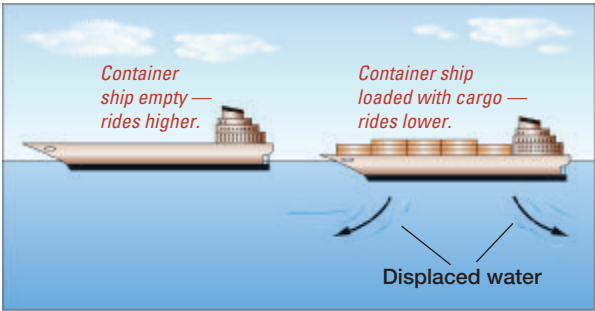 Container
ship empty —
rides higher.
Container ship
loaded with cargo —
rides lower.
Displaced water